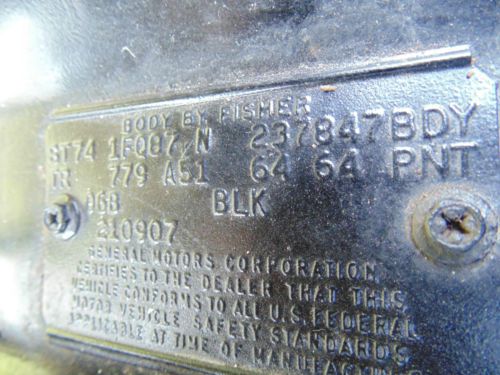 BODY BY FISHER
ST74 1FQ87 N 237847BDY
TR 779 A51 64 64 PNT
06B BLK
210907
GENERAL MOTORS CORPORATION
CERTIFIES TO THE DEALER THAT THIS
VEHICLE CONFORMS TO ALL U.S. FEDERAL
MOTOR VEHICLE SAFETY STANDARDS
APPLICABLE AT TIME OF MANUFACTURE